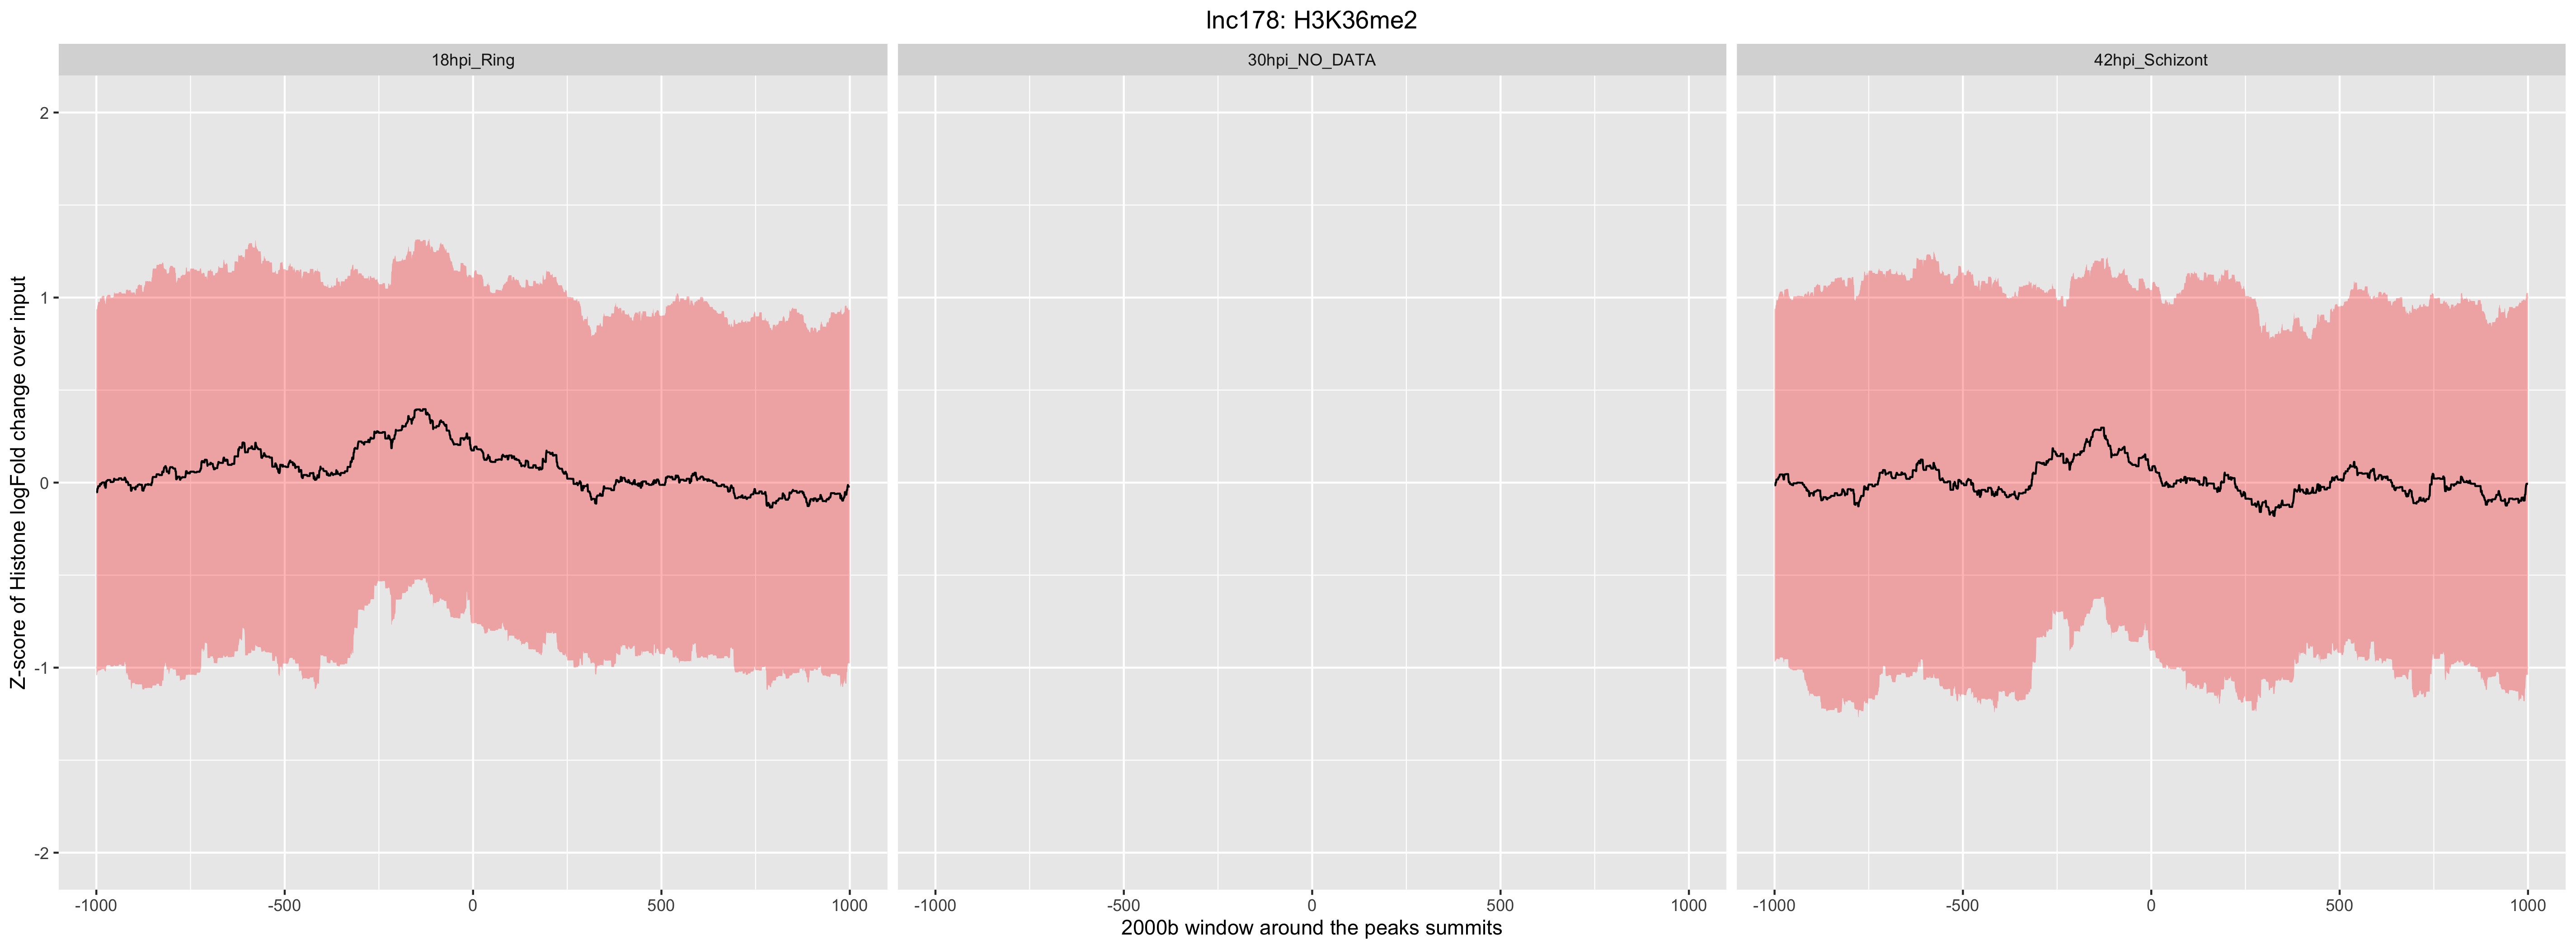 lnc178: H3K36me2
18hpi_Ring
30hpi_NO_DATA
42hpi_Schizont
Z-score of Histone logFold change over input
2
1
0
-1
-2
-1000 -500 0 500 1000
-1000 -500 0 500 1000
-1000 -500 0 500 1000
2000b window around the peaks summits